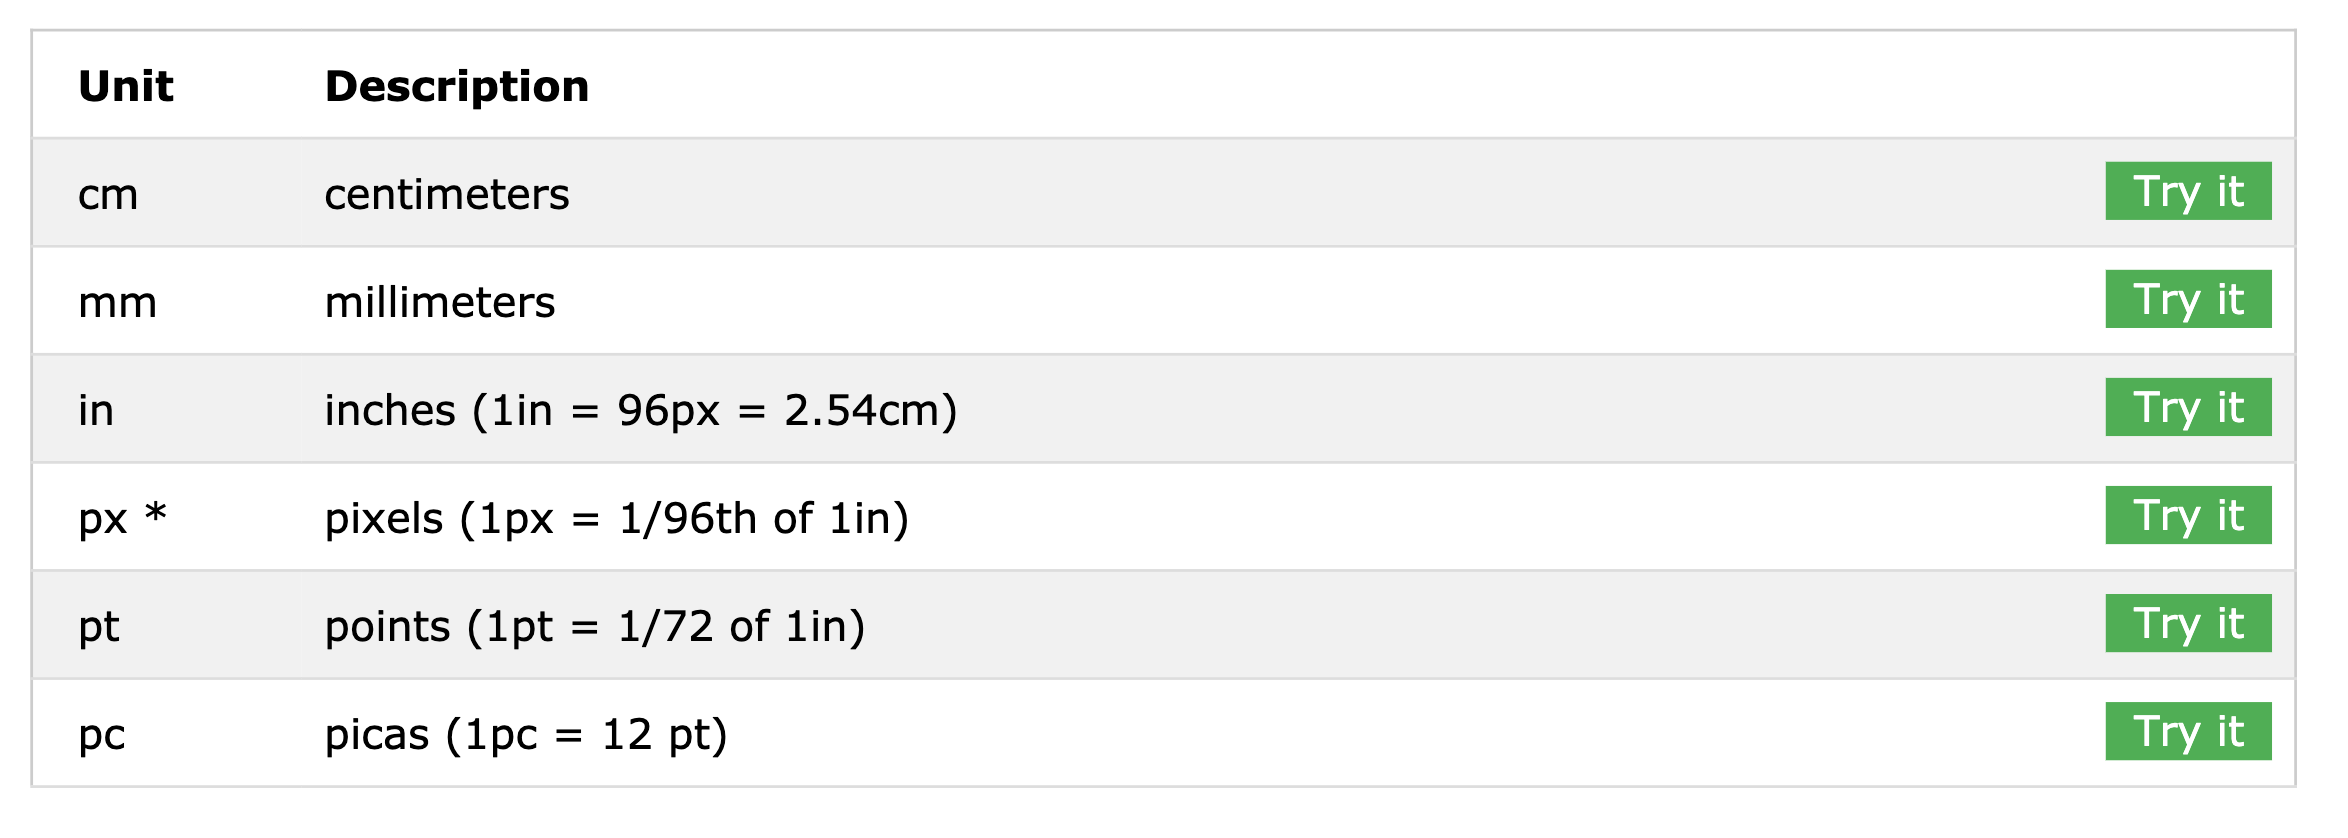 Unit Description
cm centimeters Try it
mm millimeters Try it
in inches (1in = 96px = 2.54cm) Try it
px * pixels (1px = 1/96th of 1in) Try it
pt points (1pt = 1/72 of 1in) Try it
pc picas (1pc = 12 pt) Try it